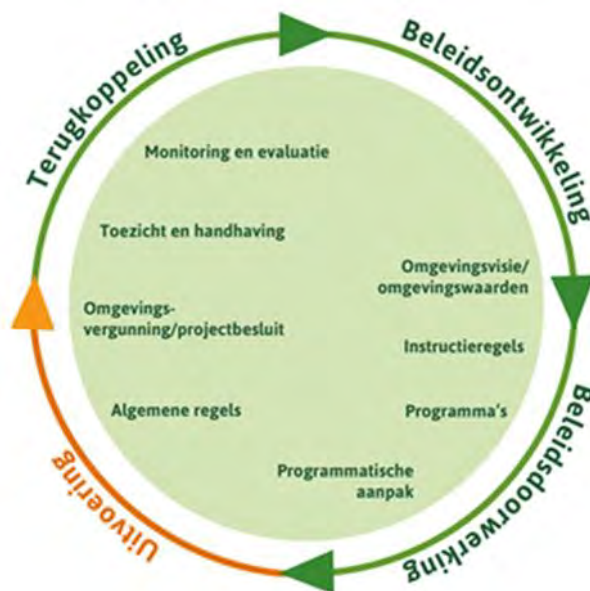 Terugkoppeling
Beleidsontwikkeling
Monitoring en evaluatie
Toezicht en handhaving
Omgevingsvisie/
omgevingswaarden
Omgevings-
vergunning/projectbesluit
Instructieregels
Algemene regels
Programma's
Programmatische
aanpak
Uitvoering
Beleidsdoorwerking